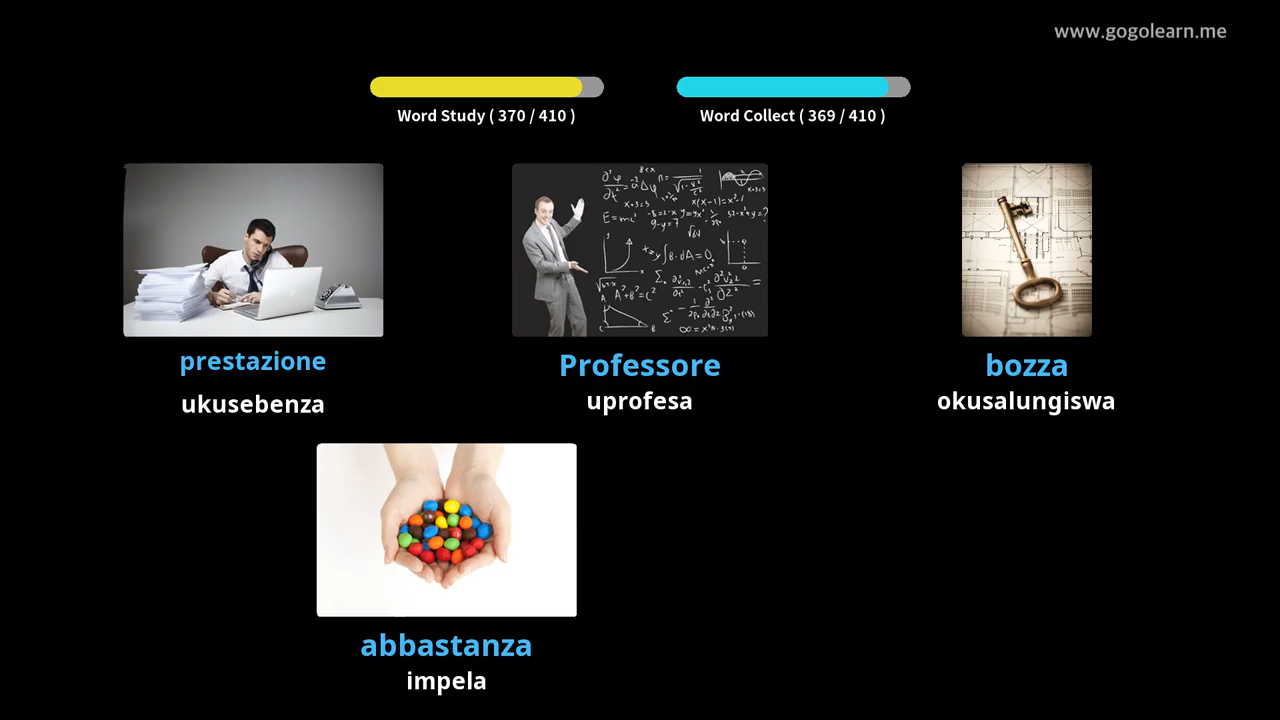 www.gogolearn.me
Word Study ( 370 / 410 )
Word Collect ( 369 / 410 )
prestazione
ukusebenza
Professore
uprofesa
bozza
okusalungiswa
abbastanza
impela